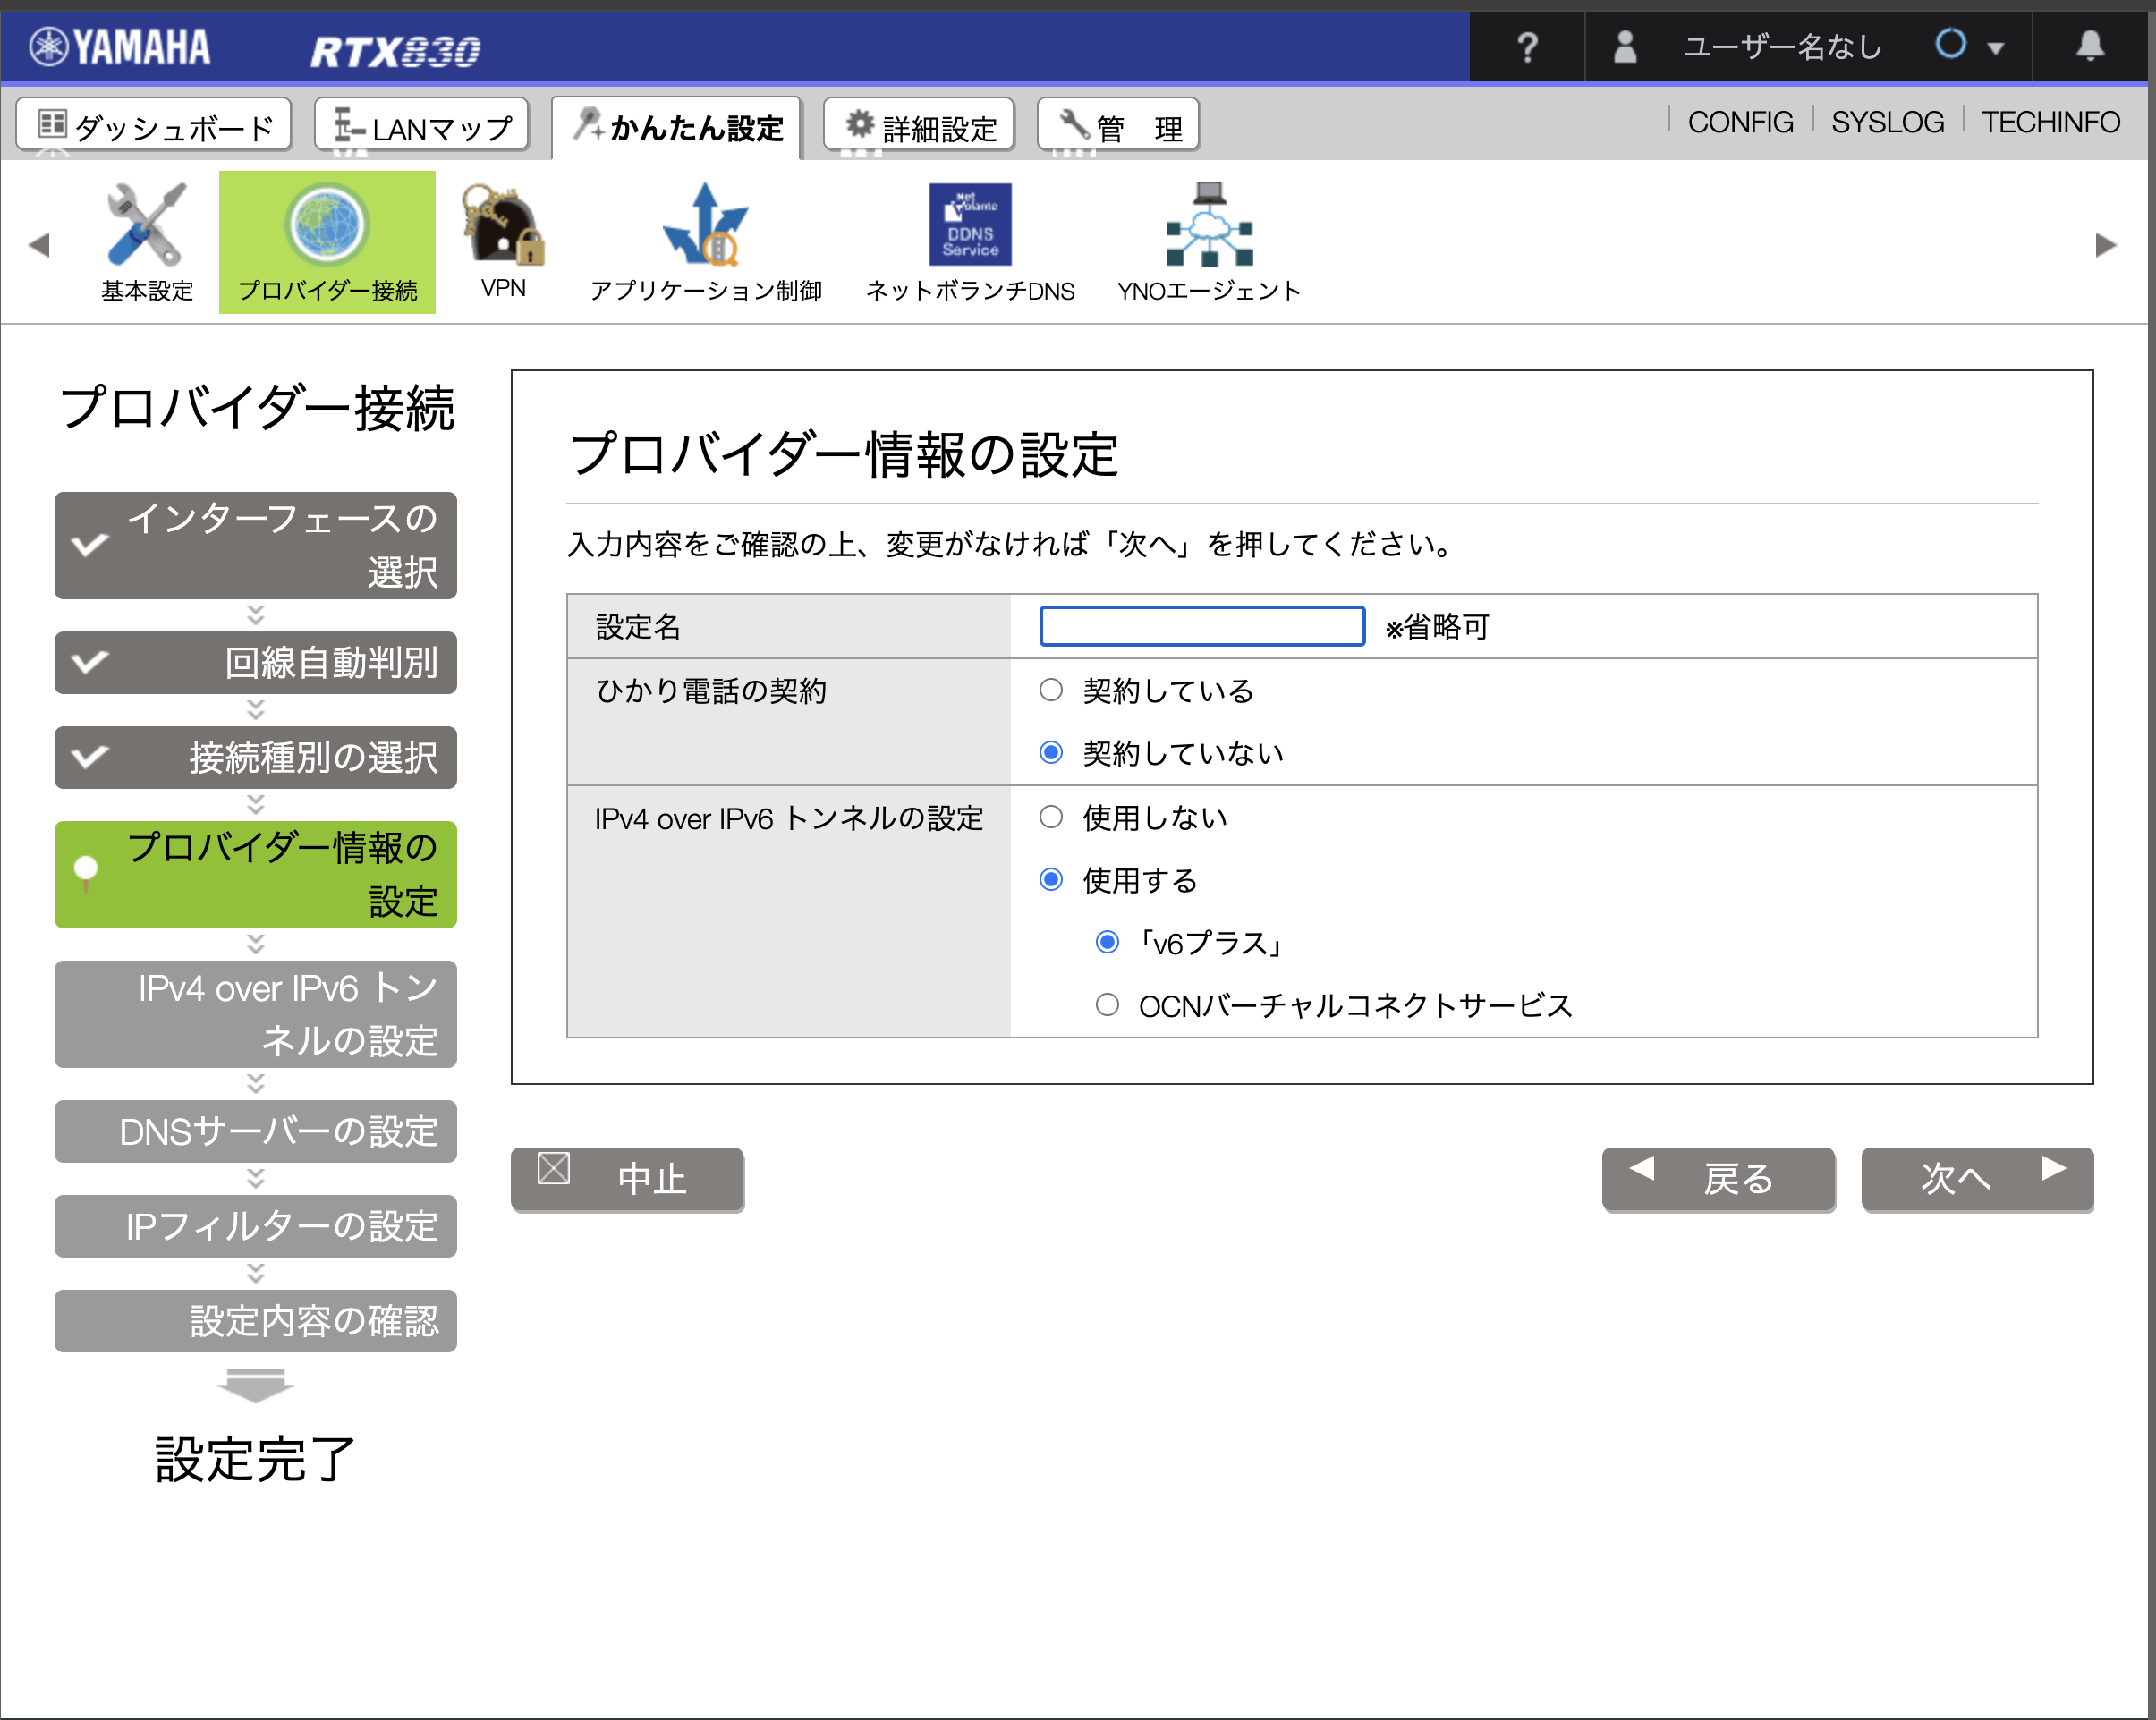 YAMAHA RTX830 ? ユーザー名なし
ダッシュボード LANマップ かんたん設定 詳細設定 管　理 CONFIG SYSLOG TECHINFO
Net Volante
DDNS
Service
基本設定 プロバイダー接続 VPN アプリケーション制御 ネットボランチDNS YNOエージェント
プロバイダー接続
インターフェースの
選択
回線自動判別
接続種別の選択
プロバイダー情報の
設定
IPv4 over IPv6 トン
ネルの設定
DNSサーバーの設定
IPフィルターの設定
設定内容の確認
設定完了
プロバイダー情報の設定
入力内容をご確認の上、変更がなければ「次へ」を押してください。
設定名 ※省略可
ひかり電話の契約 契約している
契約していない
IPv4 over IPv6 トンネルの設定 使用しない
使用する
「v6プラス」
OCNバーチャルコネクトサービス
中止 戻る 次へ